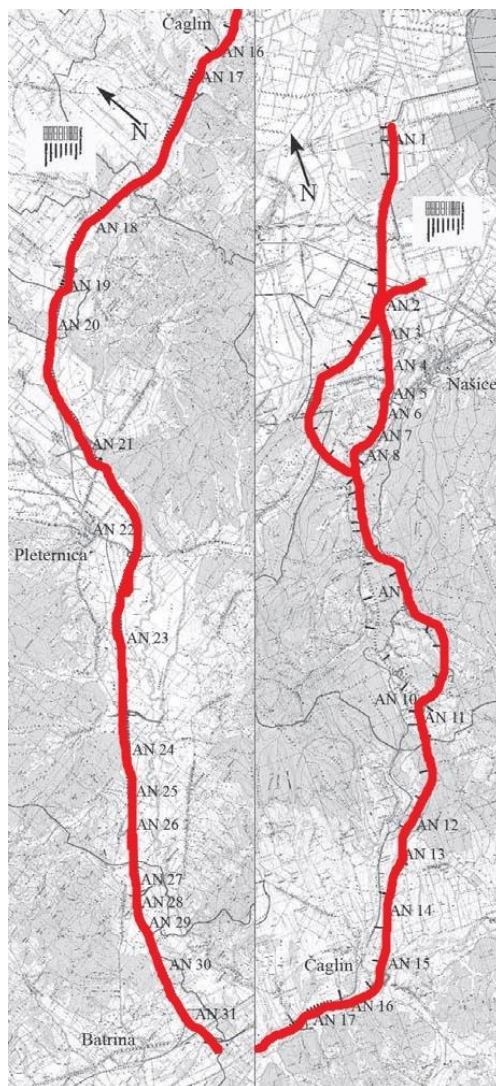 Čaglin
AN 16
AN 17
N
AN 18
AN 19
AN 20
AN 21
AN 22
Pleternica
AN 23
AN 24
AN 25
AN 26
AN 27
AN 28
AN 29
AN 30
AN 31
Batrina
AN 1
N
AN 2
AN 3
AN 4
Našice
AN 5
AN 6
AN 7
AN 8
AN
AN 10
AN 11
AN 12
AN 13
AN 14
Čaglin
AN 15
AN 16
AN 17